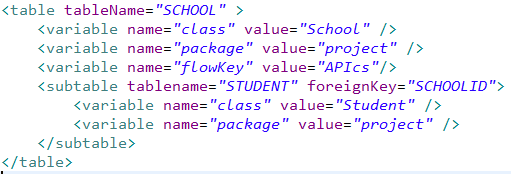 <table tableName="SCHOOL" >
<variable name="class" value="School" />
<variable name="package" value="project" />
<variable name="flowKey" value="APIcs"/>
<subtable tablename="STUDENT" foreignKey="SCHOOLID">
<variable name="class" value="Student" />
<variable name="package" value="project" />
</subtable>
</table>